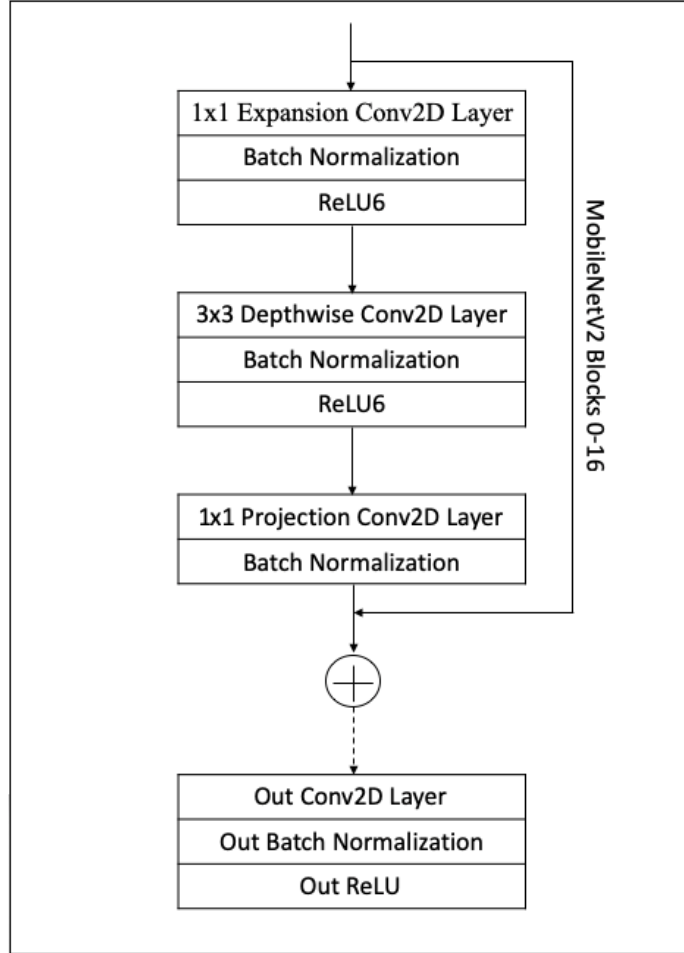 1x1 Expansion Conv2D Layer
Batch Normalization
ReLU6
3x3 Depthwise Conv2D Layer
Batch Normalization
ReLU6
1x1 Projection Conv2D Layer
Batch Normalization
MobileNetV2 Blocks 0-16
Out Conv2D Layer
Out Batch Normalization
Out ReLU